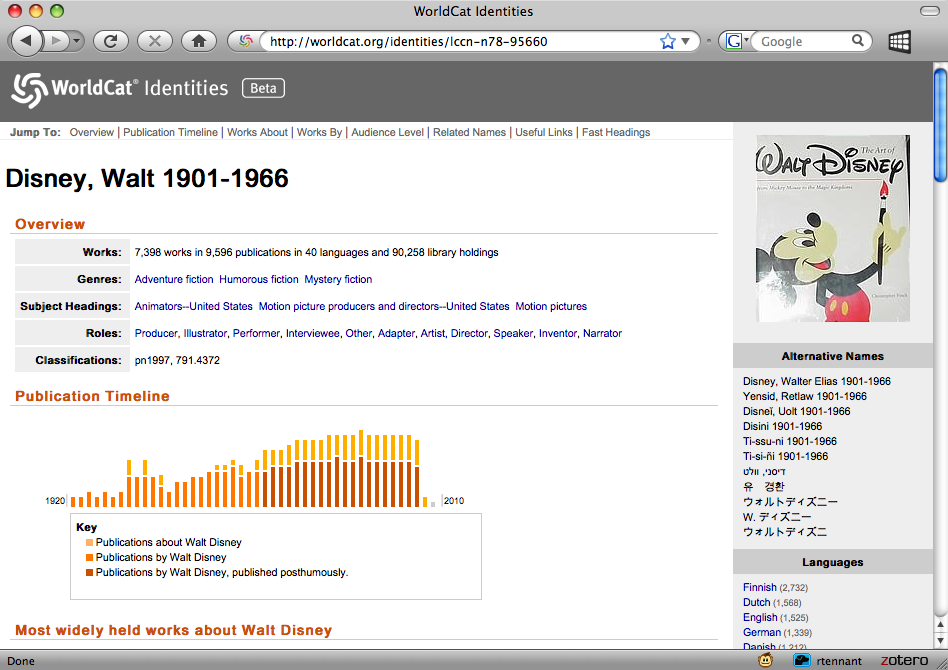 WorldCat Identities
http://worldcat.org/identities/lccn-n78-95660
G
Google
WorldCat® Identities Beta
Jump To: Overview | Publication Timeline | Works About | Works By | Audience Level | Related Names | Useful Links | Fast Headings
Disney, Walt 1901-1966
Overview
Works: 7,398 works in 9,596 publications in 40 languages and 90,258 library holdings
Genres: Adventure fiction Humorous fiction Mystery fiction
Subject Headings: Animators--United States Motion picture producers and directors--United States Motion pictures
Roles: Producer, Illustrator, Performer, Interviewee, Other, Adapter, Artist, Director, Speaker, Inventor, Narrator
Classifications: pn1997, 791.4372
Publication Timeline
1920
2010
Key
Publications about Walt Disney
Publications by Walt Disney
Publications by Walt Disney, published posthumously.
Most widely held works about Walt Disney
The Art of
WALT DISNEY
from Mickey Mouse to the Magic Kingdoms
Christopher Finch
Alternative Names
Disney, Walter Elias 1901-1966
Yensid, Retlaw 1901-1966
Disneï, Uolt 1901-1966
Disini 1901-1966
Ti-ssu-ni 1901-1966
Ti-si-ñi 1901-1966
דיסני, וולט
유 경환
ウォルトディズニー
W. ディズニー
ウォルトディズニ
Languages
Finnish (2,732)
Dutch (1,568)
English (1,525)
German (1,339)
Danish (1,212)
Done
rtennant
zotero